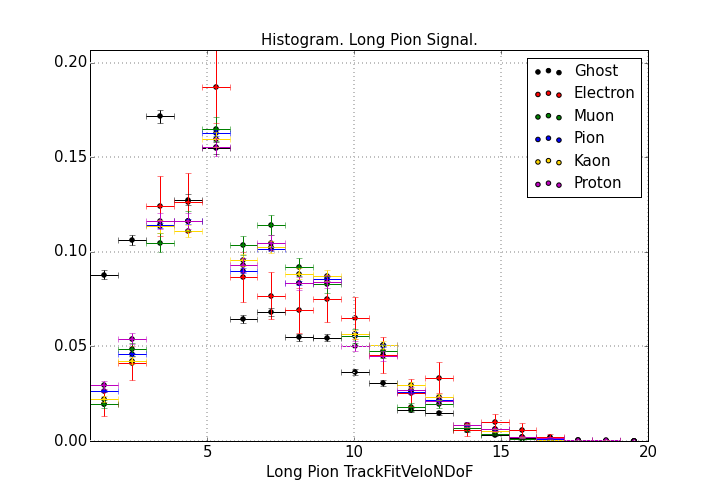 Histogram. Long Pion Signal.
0.20
0.15
0.10
0.05
0.00
Ghost
Electron
Muon
Pion
Kaon
Proton
5
10
15
20
Long Pion TrackFitVeloNDoF